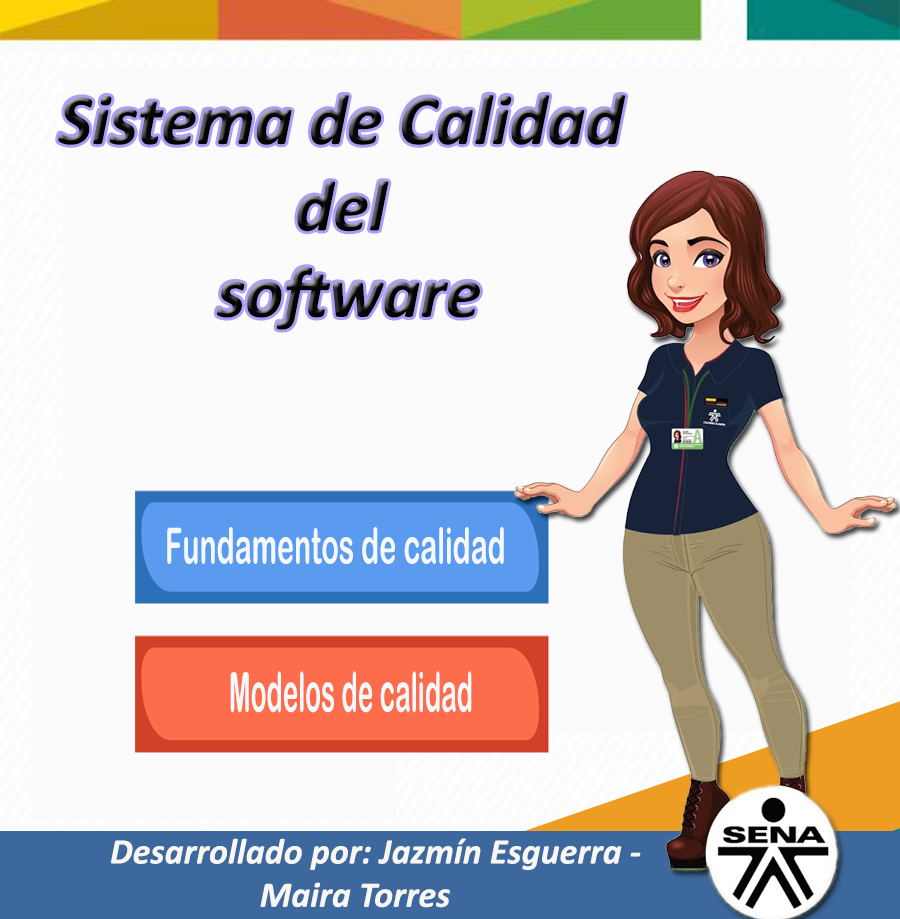 Sistema de Calidad
del
software
Fundamentos de calidad
Modelos de calidad
Desarrollado por: Jazmín Esguerra -
Maira Torres
SENA